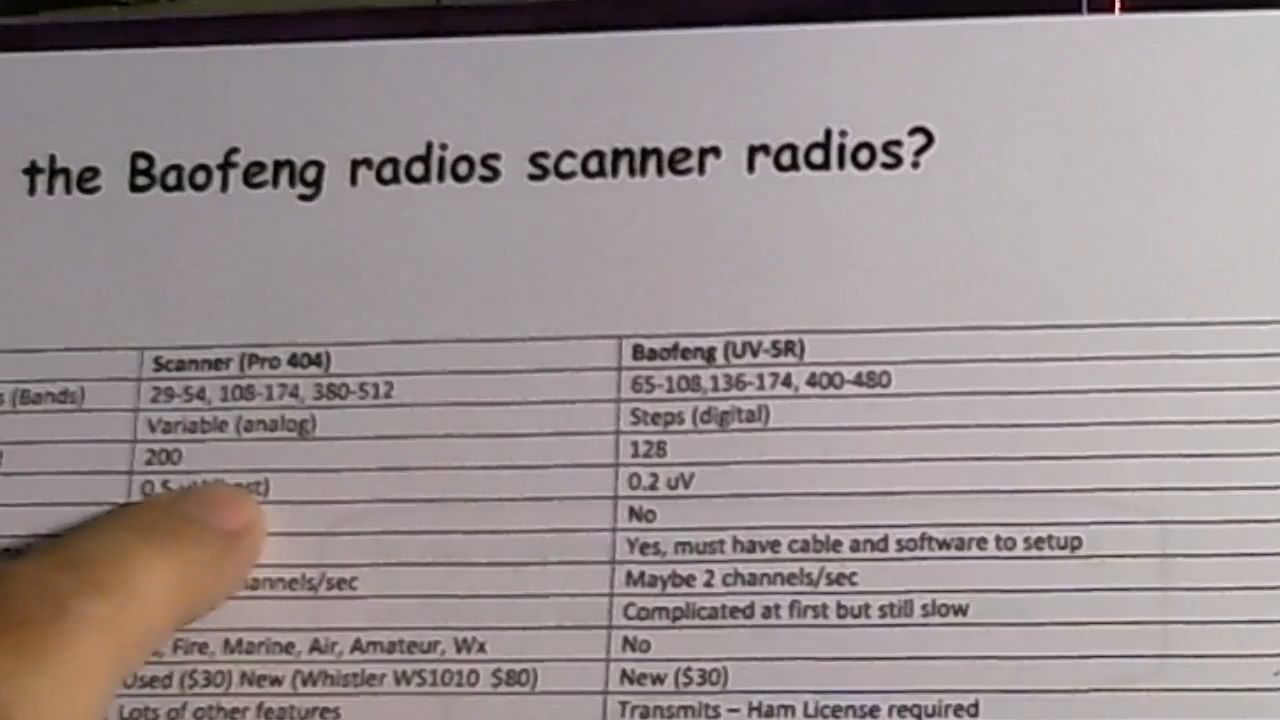 the Baofeng radios scanner radios?
Scanner (Pro 404) Baofeng (UV-5R)
s (Bands) 29-54, 108-174, 380-512 65-108,136-174, 400-480
Variable (analog) Steps (digital)
200 128
0.5 0.2 uV
No
Yes, must have cable and software to setup
annels/sec Maybe 2 channels/sec
Complicated at first but still slow
, Fire, Marine, Air, Amateur, Wx No
Used ($30) New (Whistler WS1010 $80) New ($30)
Lots of other features Transmits – Ham License required